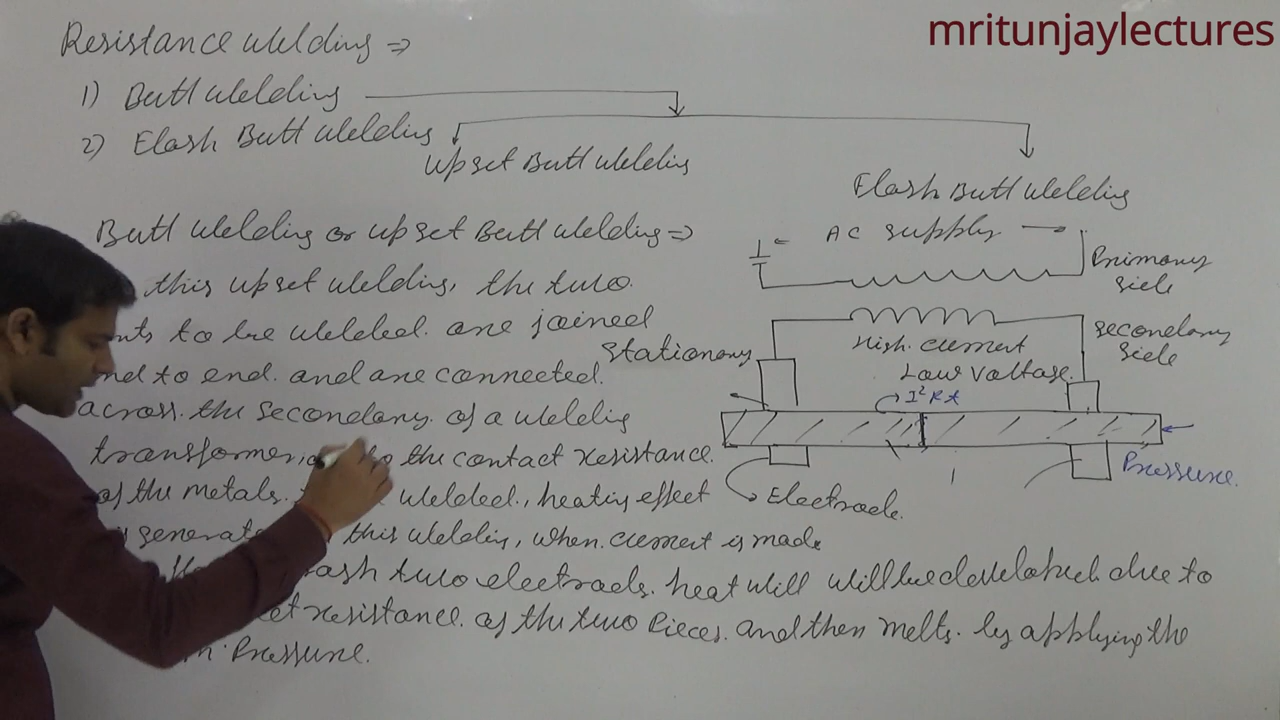 mritunjaylectures
Resistance Welding ⇒
1) Butt Welding
2) Flash Butt Welding
Upset Butt Welding
Flash Butt Welding
Butt Welding or upset Butt Welding ⇒
this upset welding, the two
to be welded are joined
to end and are connected
across the secondary of a welding
transformer, the contact resistance
of the metals welded, heating effect
this welding, when current is made
two electrods heat will will be developed due to
resistance of the two pieces and then melts by applying the
Pressure.
AC supply →
Primary
side
secondary
side
High current
Low Voltage
I²Rt
Stationary
Electrode
Pressure